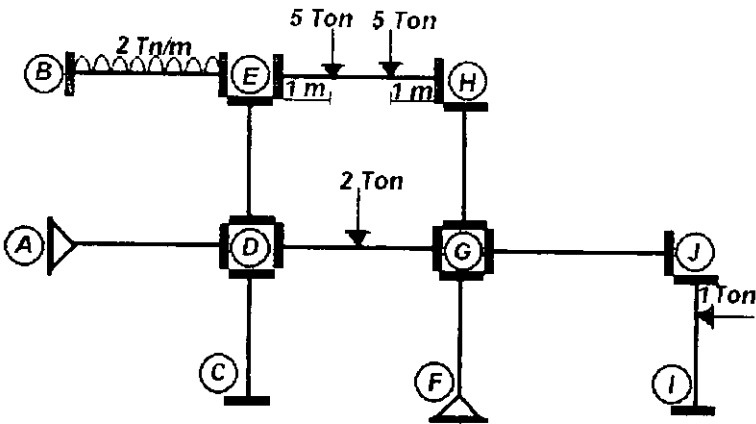 5 Ton 5 Ton
2 Tn/m
B E H
1 m 1 m
2 Ton
A D G J
1 Ton
C F I